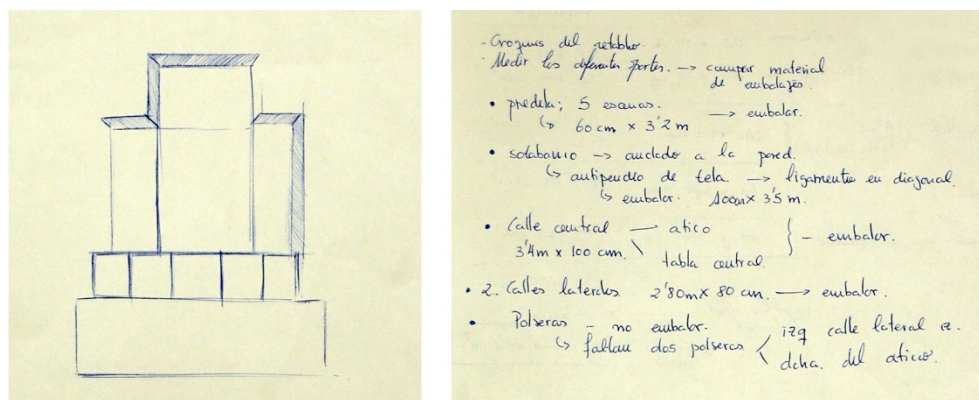 - Croquis del retablo.
- Medir las diferentes partes. → comprar material
de embalajes.
• predela; 5 escenas. → embalar.
↳ 60 cm x 3'2 m
• sotabanco → anclado a la pared.
↳ antipendio de tela → ligamento en diagonal.
↳ embalar. 100cm x 3'5 m.
• Calle central — atico } - embalar.
3'4m x 100 cm. \ tabla central.
• 2. Calles laterales 2'80m x 80 cm. → embalar.
• Polseras - no embalar.
↳ faltan dos polseras < izq calle lateral iz.
dcha. del atico.